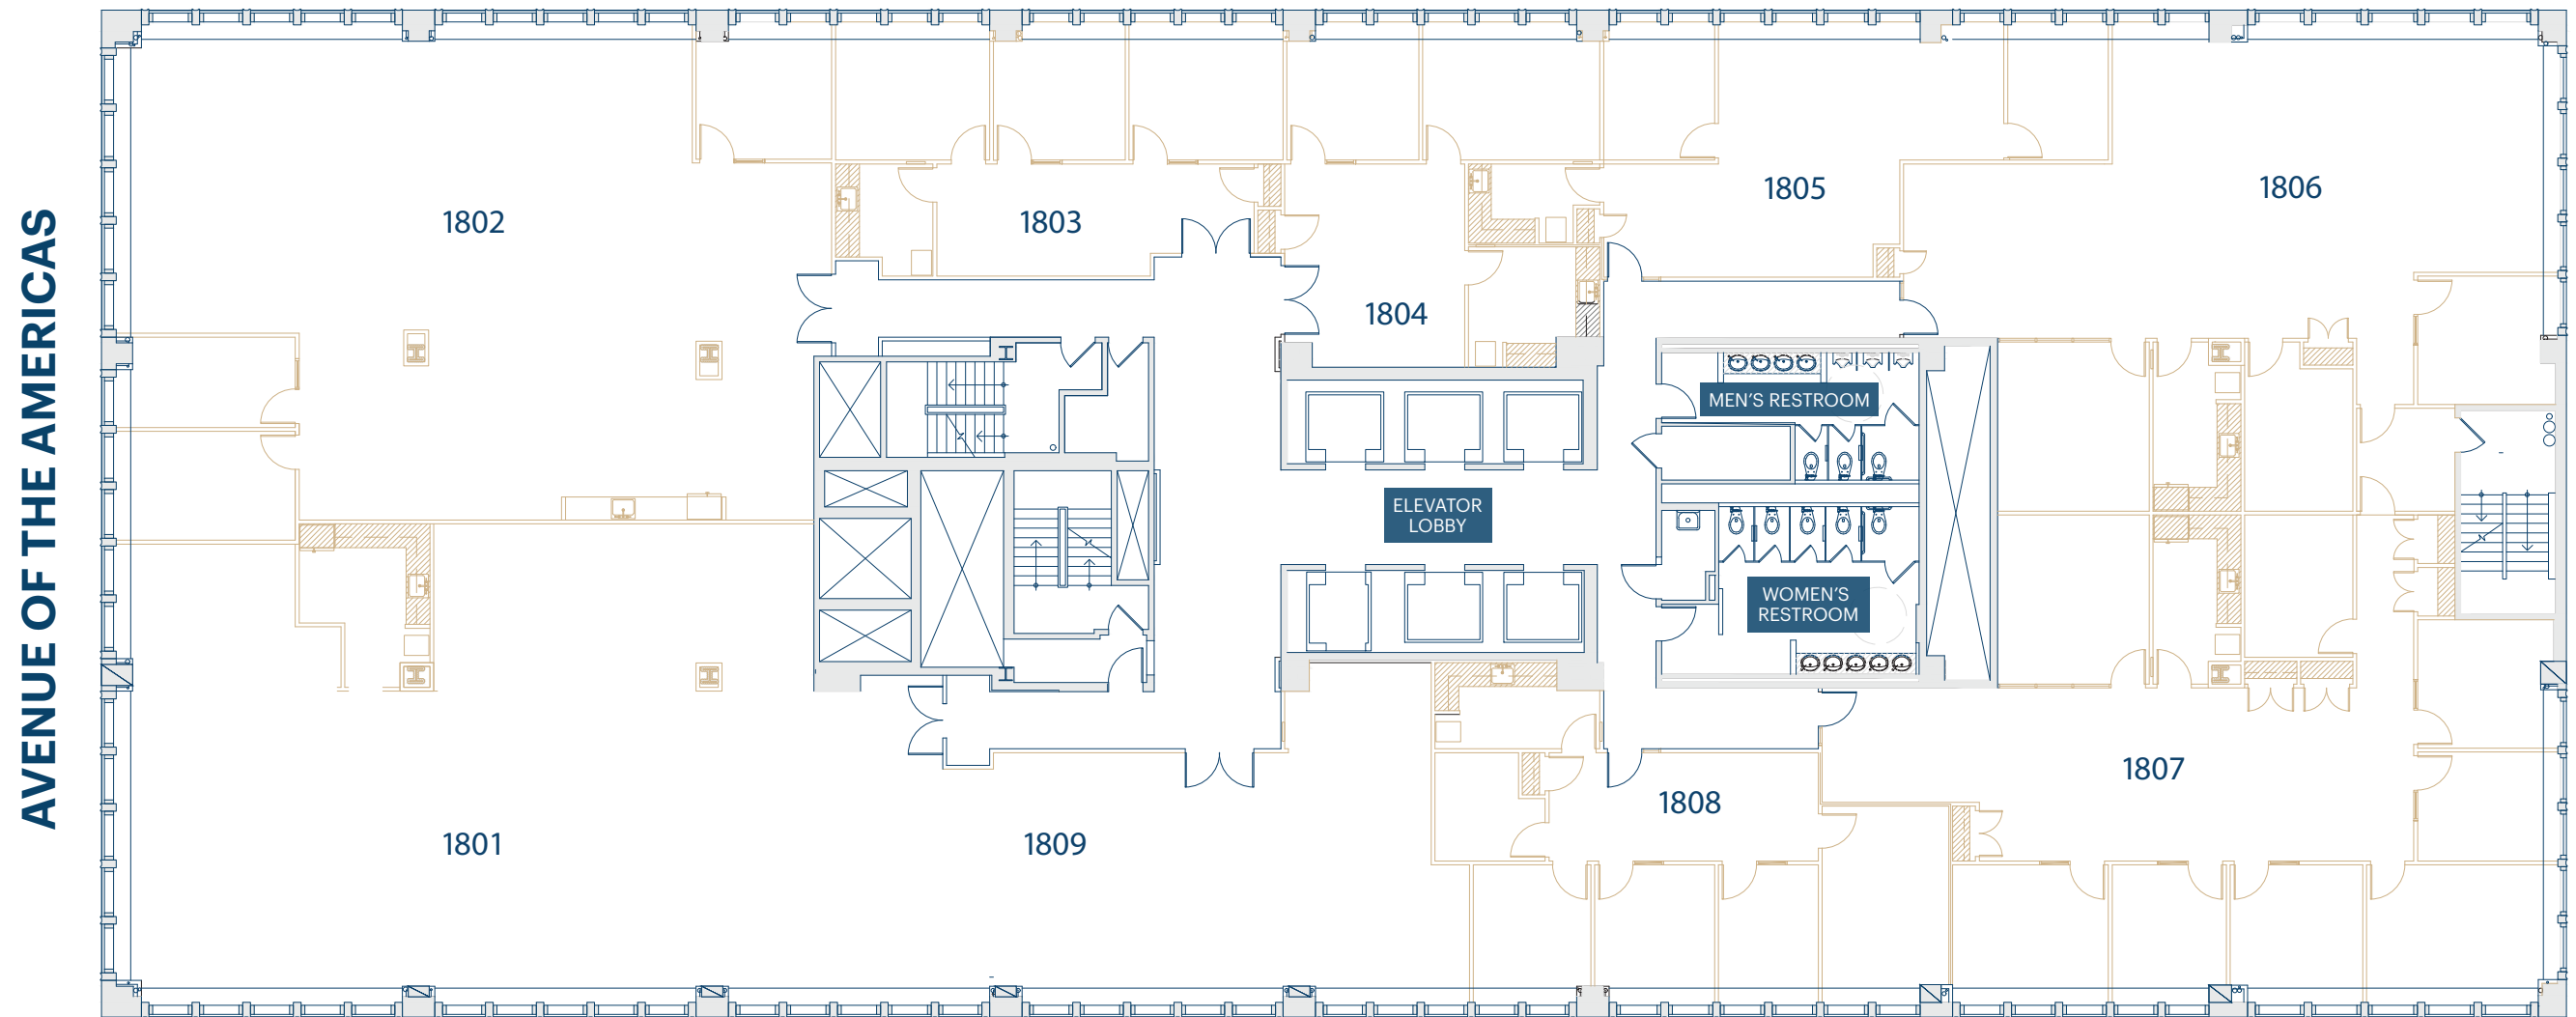 AVENUE OF THE AMERICAS
1802
1803
1804
1805
1806
MEN'S RESTROOM
ELEVATOR
LOBBY
WOMEN'S
RESTROOM
1801
1809
1808
1807